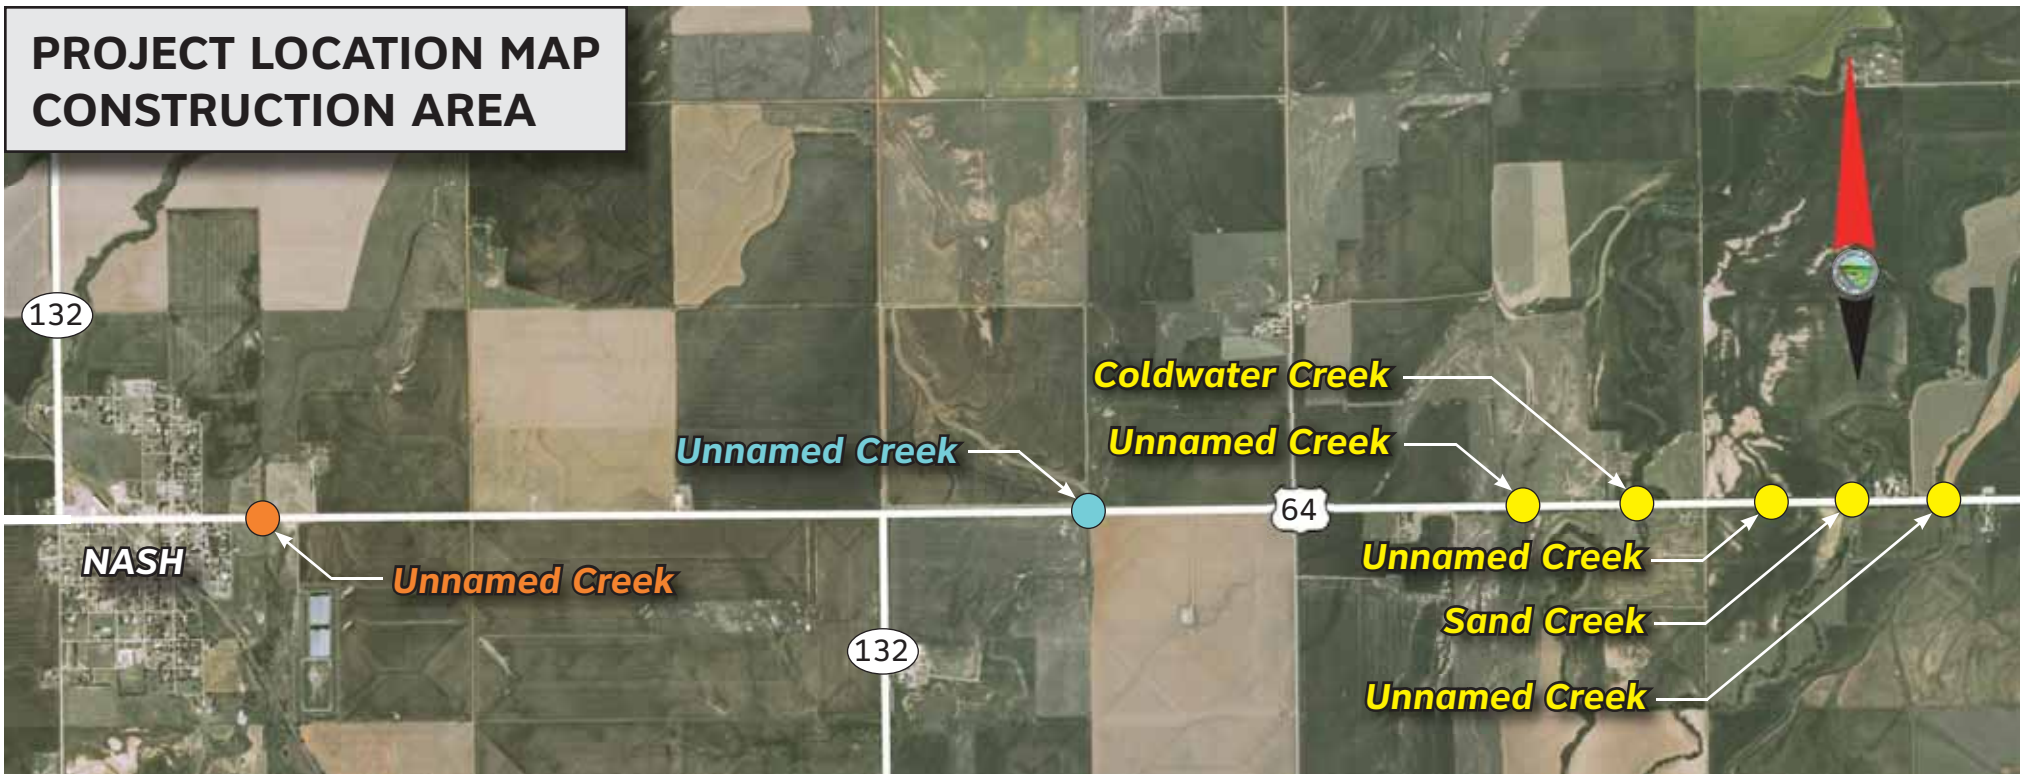 PROJECT LOCATION MAP
CONSTRUCTION AREA
132
Coldwater Creek
Unnamed Creek
Unnamed Creek
64
NASH
Unnamed Creek
Unnamed Creek
Sand Creek
132
Unnamed Creek